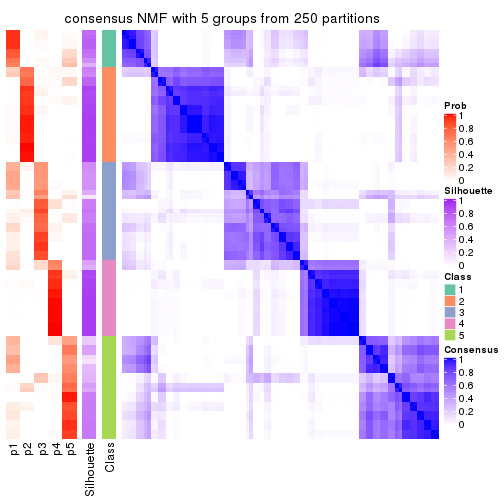 consensus NMF with 5 groups from 250 partitions
Prob
1
0.8
0.6
0.4
0.2
0
Silhouette
1
0.8
0.6
0.4
0.2
0
Class
1
2
3
4
5
Consensus
1
0.8
0.6
0.4
0.2
0
p1
p2
p3
p4
p5
Silhouette
Class